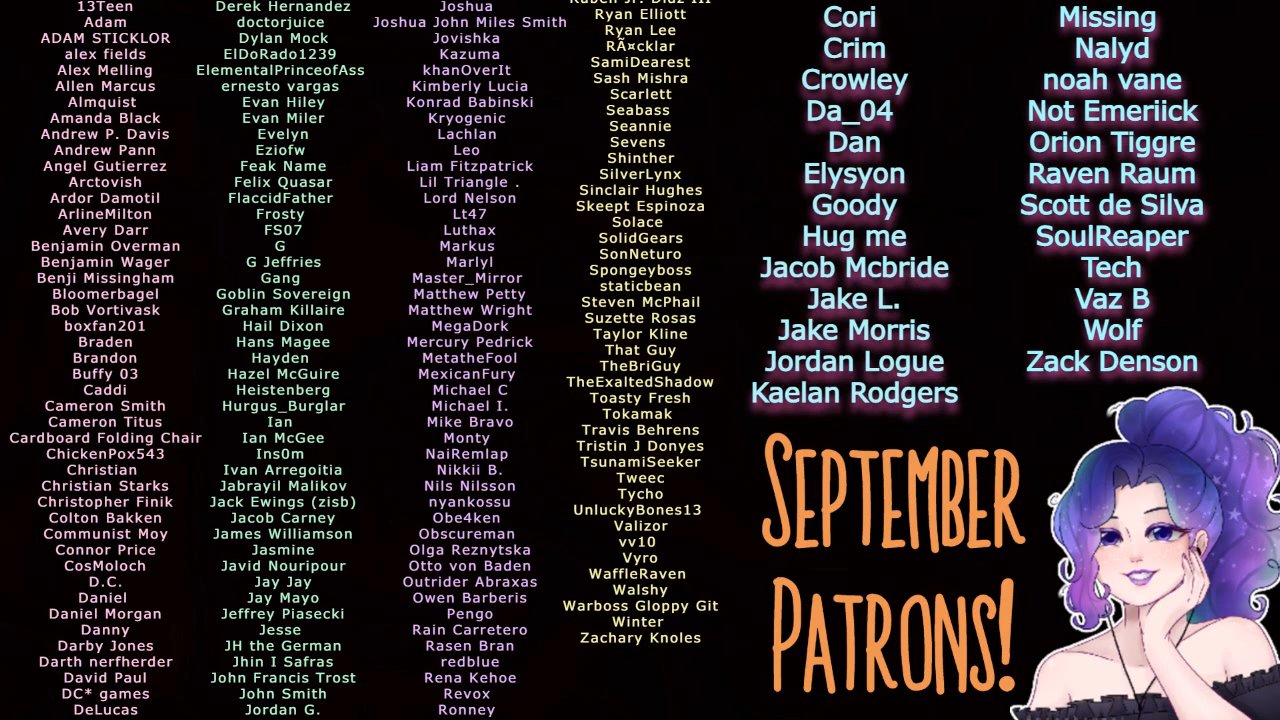 13Teen
Adam
ADAM STICKLOR
alex fields
Alex Melling
Allen Marcus
Almquist
Amanda Black
Andrew P. Davis
Andrew Pann
Angel Gutierrez
Arctovish
Ardor Damotil
ArlineMilton
Avery Darr
Benjamin Overman
Benjamin Wager
Benji Missingham
Bloomerbagel
Bob Vortivask
boxfan201
Braden
Brandon
Buffy 03
Caddi
Cameron Smith
Cameron Titus
Cardboard Folding Chair
ChickenPox543
Christian
Christian Starks
Christopher Finik
Colton Bakken
Communist Moy
Connor Price
CosMoloch
D.C.
Daniel
Daniel Morgan
Danny
Darby Jones
Darth nerfherder
David Paul
DC* games
DeLucas
Derek Hernandez
doctorjuice
Dylan Mock
ElDoRado1239
ElementalPrinceofAss
ernesto vargas
Evan Hiley
Evan Miler
Evelyn
Eziofw
Feak Name
Felix Quasar
FlaccidFather
Frosty
FS07
G
G Jeffries
Gang
Goblin Sovereign
Graham Killaire
Hail Dixon
Hans Magee
Hayden
Hazel McGuire
Heistenberg
Hurgus_Burglar
Ian
Ian McGee
Ins0m
Ivan Arregoitia
Jabrayil Malikov
Jack Ewings (zisb)
Jacob Carney
James Williamson
Jasmine
Javid Nouripour
Jay Jay
Jay Mayo
Jeffrey Piasecki
Jesse
JH the German
Jhin I Safras
John Francis Trost
John Smith
Jordan G.
Joshua
Joshua John Miles Smith
Jovishka
Kazuma
khanOverIt
Kimberly Lucia
Konrad Babinski
Kryogenic
Lachlan
Leo
Liam Fitzpatrick
Lil Triangle .
Lord Nelson
Lt47
Luthax
Markus
Marlyl
Master_Mirror
Matthew Petty
Matthew Wright
MegaDork
Mercury Pedrick
MetatheFool
MexicanFury
Michael C
Michael I.
Mike Bravo
Monty
NaiRemlap
Nikkii B.
Nils Nilsson
nyankossu
Obe4ken
Obscureman
Olga Reznytska
Otto von Baden
Outrider Abraxas
Owen Barberis
Pengo
Rain Carretero
Rasen Bran
redblue
Rena Kehoe
Revox
Ronney
Ruben Jr. Diaz III
Ryan Elliott
Ryan Lee
RÃ¤cklar
SamiDearest
Sash Mishra
Scarlett
Seabass
Seannie
Sevens
Shinther
SilverLynx
Sinclair Hughes
Skeept Espinoza
Solace
SolidGears
SonNeturo
Spongeyboss
staticbean
Steven McPhail
Suzette Rosas
Taylor Kline
That Guy
TheBriGuy
TheExaltedShadow
Toasty Fresh
Tokamak
Travis Behrens
Tristin J Donyes
TsunamiSeeker
Tweec
Tycho
UnluckyBones13
Valizor
vv10
Vyro
WaffleRaven
Walshy
Warboss Gloppy Git
Winter
Zachary Knoles
Cori
Crim
Crowley
Da_04
Dan
Elysyon
Goody
Hug me
Jacob Mcbride
Jake L.
Jake Morris
Jordan Logue
Kaelan Rodgers
Missing
Nalyd
noah vane
Not Emeriick
Orion Tiggre
Raven Raum
Scott de Silva
SoulReaper
Tech
Vaz B
Wolf
Zack Denson
SEPTEMBER
PATRONS!